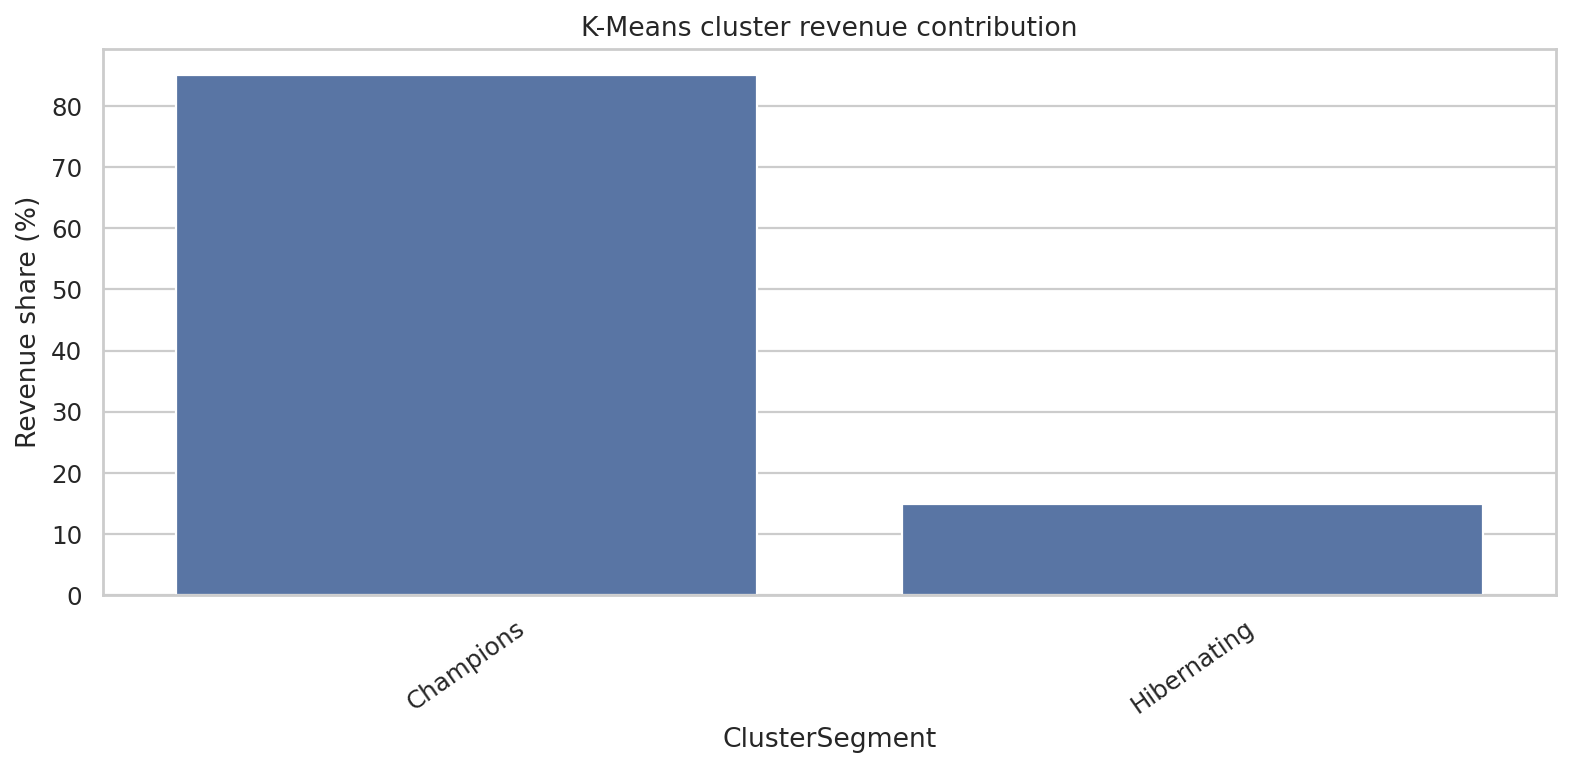 K-Means cluster revenue contribution
Revenue share (%)
80
70
60
50
40
30
20
10
0
Champions
Hibernating
ClusterSegment